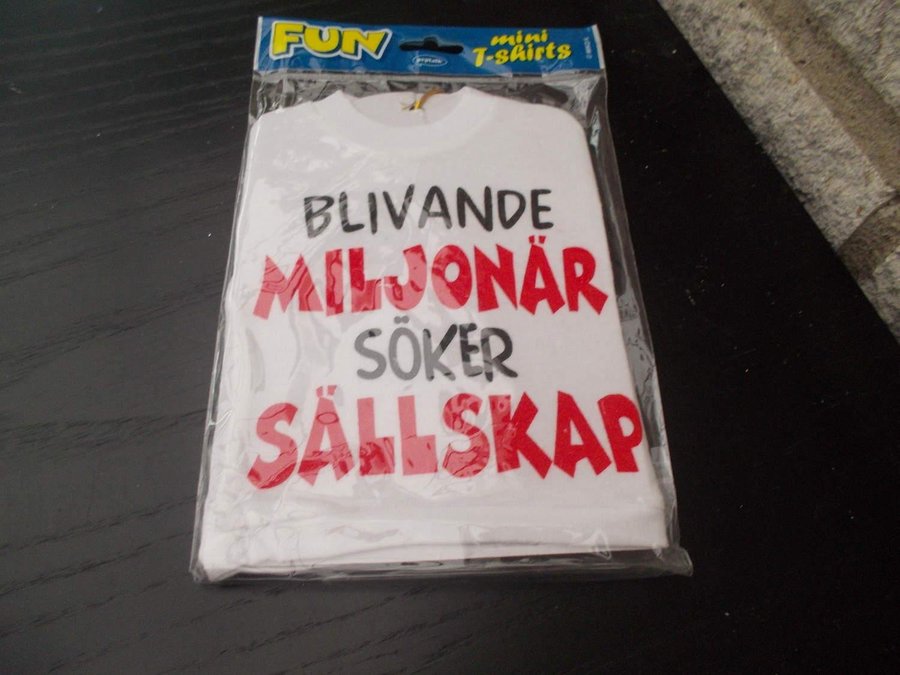 FUN
mini
T-shirts
BLIVANDE
MILJONÄR
SÖKER
SÄLLSKAP